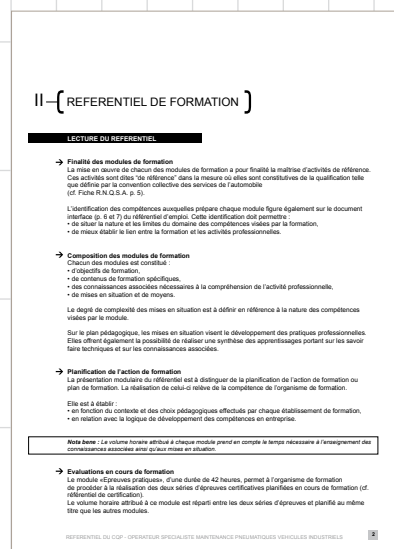 II
REFERENTIEL DE FORMATION
LECTURE DU REFERENTIEL
→ Finalité des modules de formation
La mise en œuvre de chacun des modules de formation a pour finalité la maîtrise d'activités de référence.
Ces activités sont dites "de référence" dans la mesure où elles sont constitutives de la qualification telle
que définie par la convention collective des services de l'automobile
(cf. Fiche R.N.Q.S.A. p. 5).
L'identification des compétences auxquelles prépare chaque module figure également sur le document
interface (p. 6 et 7) du référentiel d'emploi. Cette identification doit permettre :
• de situer la nature et les limites du domaine des compétences visées par la formation,
• de mieux établir le lien entre la formation et les activités professionnelles.
→ Composition des modules de formation
Chacun des modules est constitué :
• d'objectifs de formation,
• de contenus de formation spécifiques,
• des connaissances associées nécessaires à la compréhension de l'activité professionnelle,
• de mises en situation et de moyens.
Le degré de complexité des mises en situation est à définir en référence à la nature des compétences
visées par le module.
Sur le plan pédagogique, les mises en situation visent le développement des pratiques professionnelles.
Elles offrent également la possibilité de réaliser une synthèse des apprentissages portant sur les savoir
faire techniques et sur les connaissances associées.
→ Planification de l'action de formation
La présentation modulaire du référentiel est à distinguer de la planification de l'action de formation ou
plan de formation. La réalisation de celui-ci relève de la compétence de l'organisme de formation.
Elle est à établir :
• en fonction du contexte et des choix pédagogiques effectués par chaque établissement de formation,
• en relation avec la logique de développement des compétences en entreprise.
Nota bene : Le volume horaire attribué à chaque module prend en compte le temps nécessaire à l'enseignement des
connaissances associées ainsi qu'aux mises en situation.
→ Evaluations en cours de formation
Le module «Epreuves pratiques», d'une durée de 42 heures, permet à l'organisme de formation
de procéder à la réalisation des deux séries d'épreuves certificatives planifiées en cours de formation (cf.
référentiel de certification).
Le volume horaire attribué à ce module est réparti entre les deux séries d'épreuves et planifié au même
titre que les autres modules.
REFERENTIEL DU CQP - OPERATEUR SPECIALISTE MAINTENANCE PNEUMATIQUES VEHICULES INDUSTRIELS
2